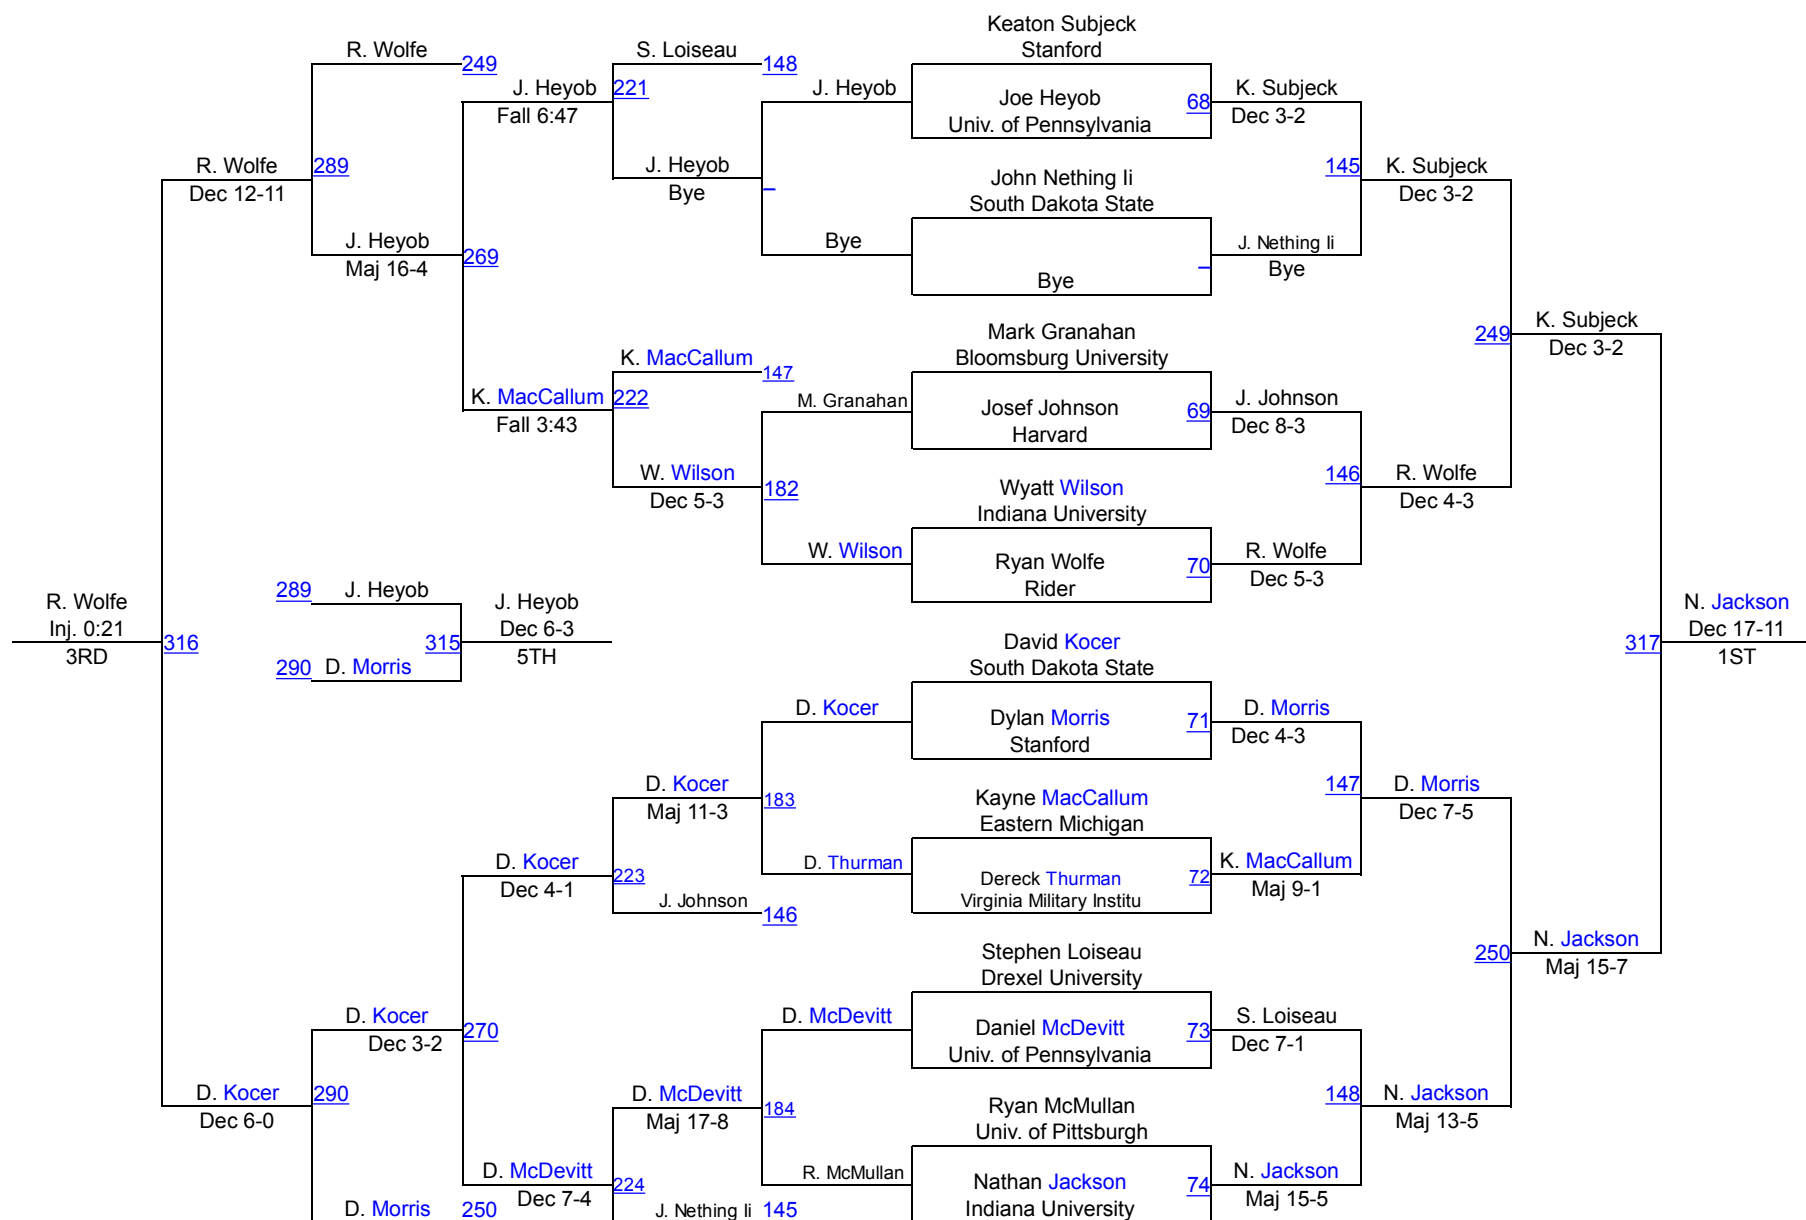 Keaton Subjeck
R. Wolfe
249
S. Loiseau
148
Stanford
J. Heyob
Fall 6:47
221
J. Heyob
Joe Heyob
Univ. of Pennsylvania
68
K. Subjeck
Dec 3-2
R. Wolfe
Dec 12-11
289
J. Heyob
Bye
_
John Nething Ii
South Dakota State
145
K. Subjeck
Dec 3-2
J. Heyob
Maj 16-4
269
Bye
Bye
_
J. Nething Ii
Bye
Mark Granahan
Bloomsburg University
249
K. Subjeck
Dec 3-2
K. MacCallum
147
K. MacCallum
Fall 3:43
222
M. Granahan
Josef Johnson
Harvard
69
J. Johnson
Dec 8-3
W. Wilson
Dec 5-3
182
Wyatt Wilson
Indiana University
146
R. Wolfe
Dec 4-3
W. Wilson
Ryan Wolfe
Rider
70
R. Wolfe
Dec 5-3
R. Wolfe
Inj. 0:21
3RD
316
289
J. Heyob
290
D. Morris
315
J. Heyob
Dec 6-3
5TH
David Kocer
South Dakota State
317
N. Jackson
Dec 17-11
1ST
D. Kocer
Dylan Morris
Stanford
71
D. Morris
Dec 4-3
D. Kocer
Maj 11-3
183
Kayne MacCallum
Eastern Michigan
147
D. Morris
Dec 7-5
D. Kocer
Dec 4-1
223
D. Thurman
Dereck Thurman
Virginia Military Institu
72
K. MacCallum
Maj 9-1
J. Johnson
146
Stephen Loiseau
Drexel University
250
N. Jackson
Maj 15-7
D. Kocer
Dec 3-2
270
D. McDevitt
Daniel McDevitt
Univ. of Pennsylvania
73
S. Loiseau
Dec 7-1
D. Kocer
Dec 6-0
290
D. McDevitt
Maj 17-8
184
Ryan McMullan
Univ. of Pittsburgh
148
N. Jackson
Maj 13-5
D. McDevitt
Dec 7-4
224
R. McMullan
Nathan Jackson
Indiana University
74
N. Jackson
Maj 15-5
D. Morris
250
J. Nething Ii
145